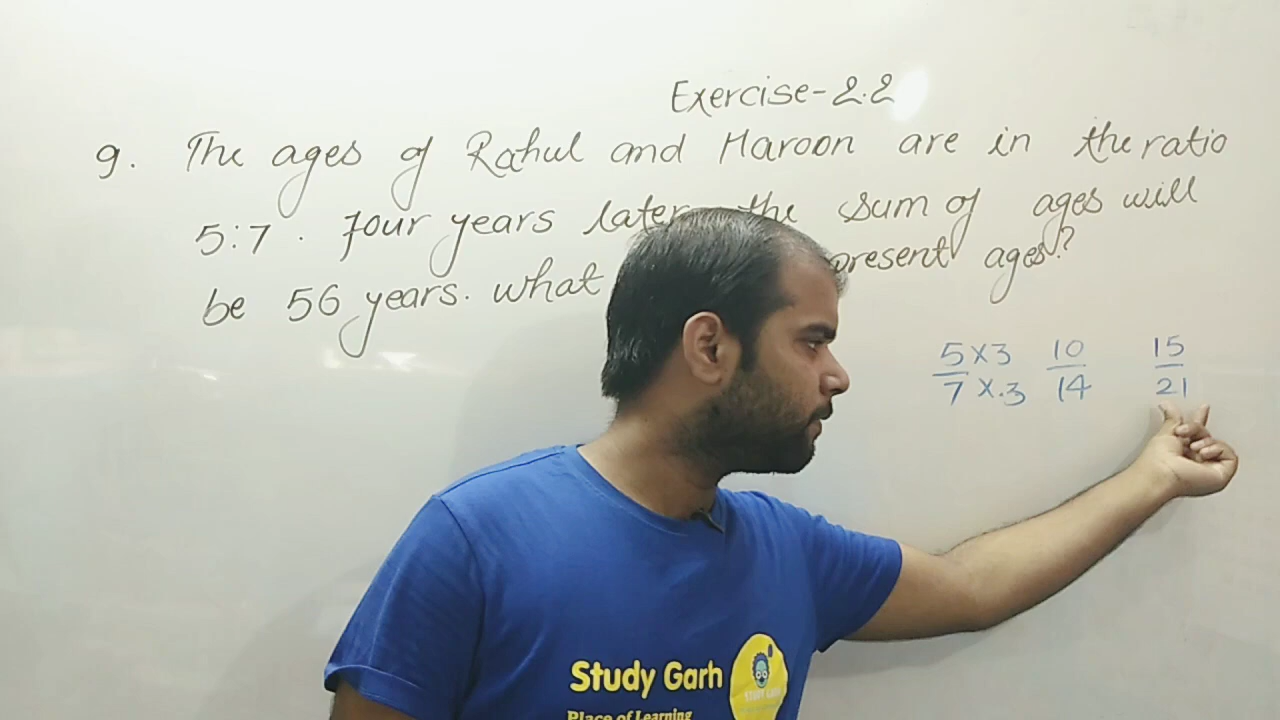 Exercise-2.2
9. The ages of Rahul and Haroon are in the ratio
5:7. four years later the sum of ages will
be 56 years. what present ages?
5×3 10 15
7×.3 14 21
Study Garh
Place of Learning